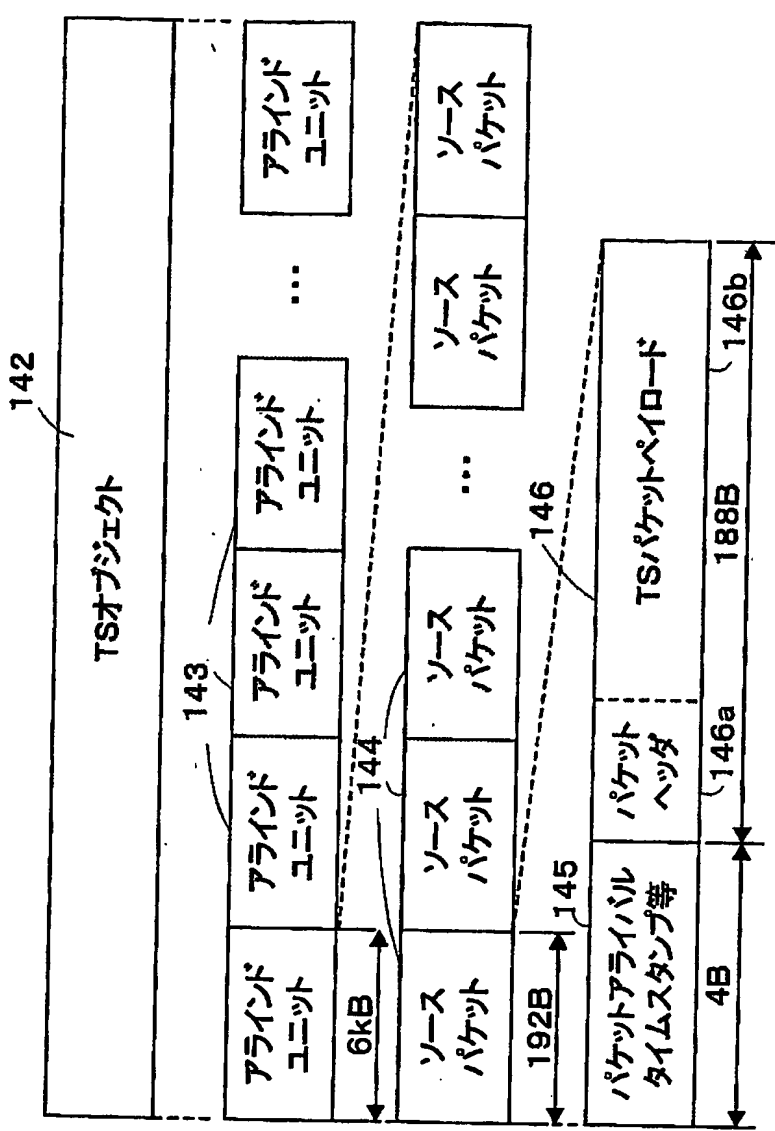 142
TSオブジェクト
143
アラインド
ユニット
アラインド
ユニット
アラインド
ユニット
アラインド
ユニット
…
アラインド
ユニット
6kB
144
ソース
パケット
ソース
パケット
ソース
パケット
…
ソース
パケット
ソース
パケット
192B
145
146
パケットアライバル
タイムスタンプ等
パケット
ヘッダ
TSパケットペイロード
4B
146a
188B
146b